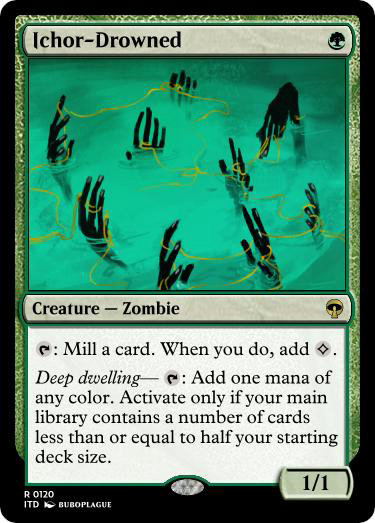 Ichor-Drowned
Creature — Zombie
: Mill a card. When you do, add .
Deep dwelling— : Add one mana of
any color. Activate only if your main
library contains a number of cards
less than or equal to half your starting
deck size.
1/1
R 0120
ITD BUBOPLAGUE